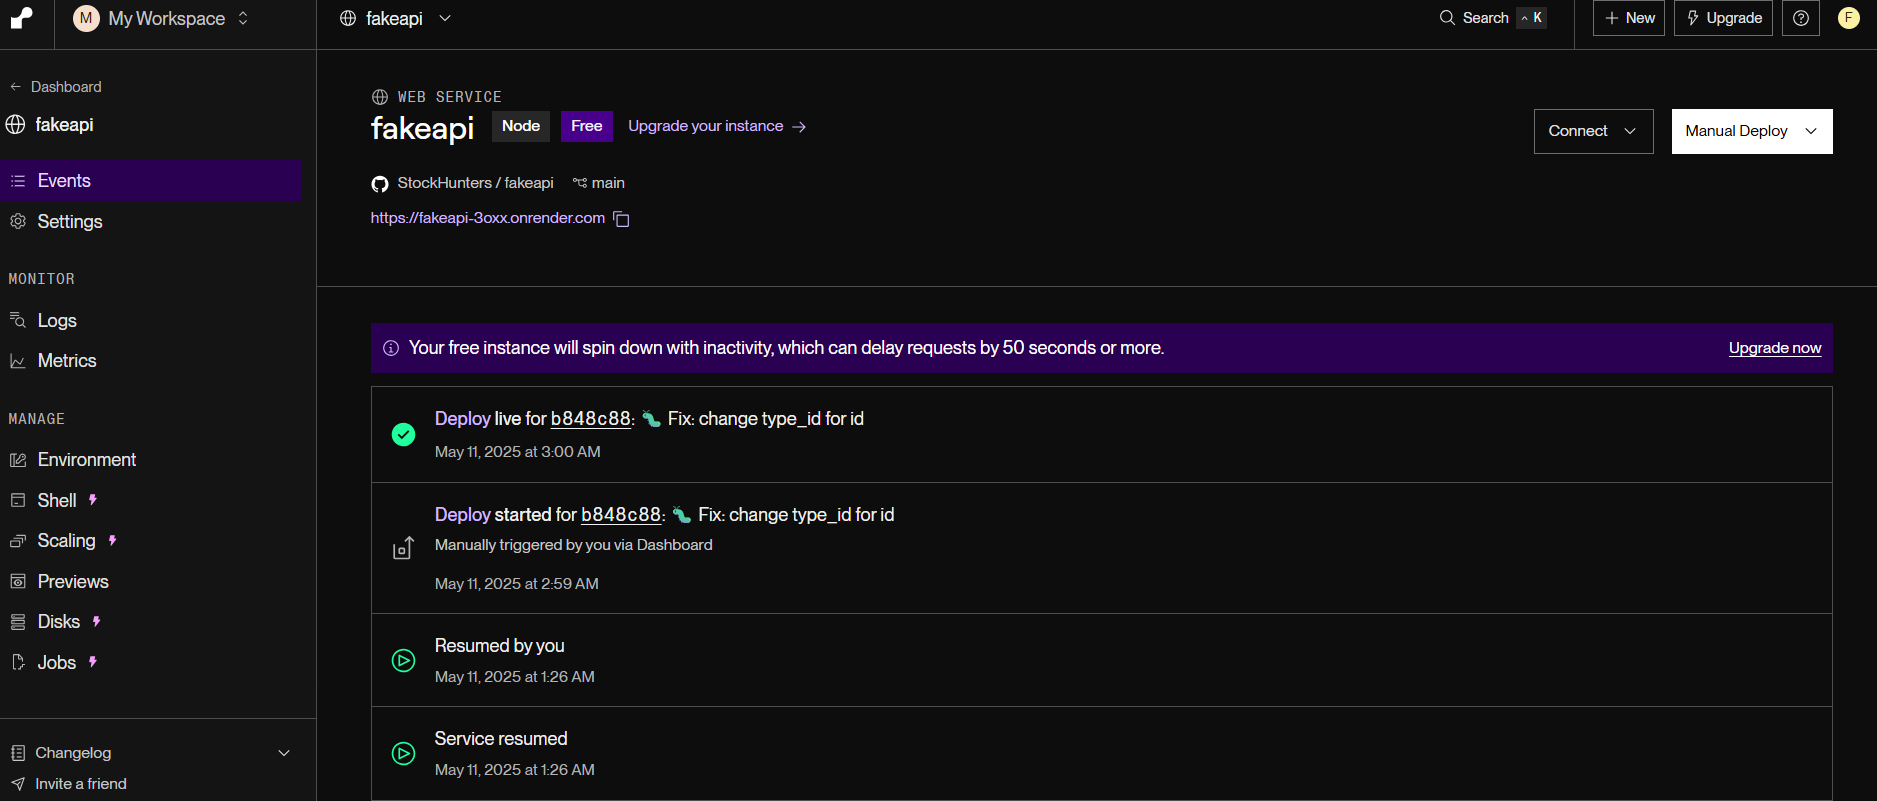 M My Workspace
fakeapi
Search ^ K
+ New
Upgrade
?
F
← Dashboard
fakeapi
Events
Settings
MONITOR
Logs
Metrics
MANAGE
Environment
Shell
Scaling
Previews
Disks
Jobs
Changelog
Invite a friend
WEB SERVICE
fakeapi Node Free Upgrade your instance →
Connect
Manual Deploy
StockHunters / fakeapi main
https://fakeapi-3oxx.onrender.com
Your free instance will spin down with inactivity, which can delay requests by 50 seconds or more.
Upgrade now
Deploy live for b848c88: 🐛 Fix: change type_id for id
May 11, 2025 at 3:00 AM
Deploy started for b848c88: 🐛 Fix: change type_id for id
Manually triggered by you via Dashboard
May 11, 2025 at 2:59 AM
Resumed by you
May 11, 2025 at 1:26 AM
Service resumed
May 11, 2025 at 1:26 AM